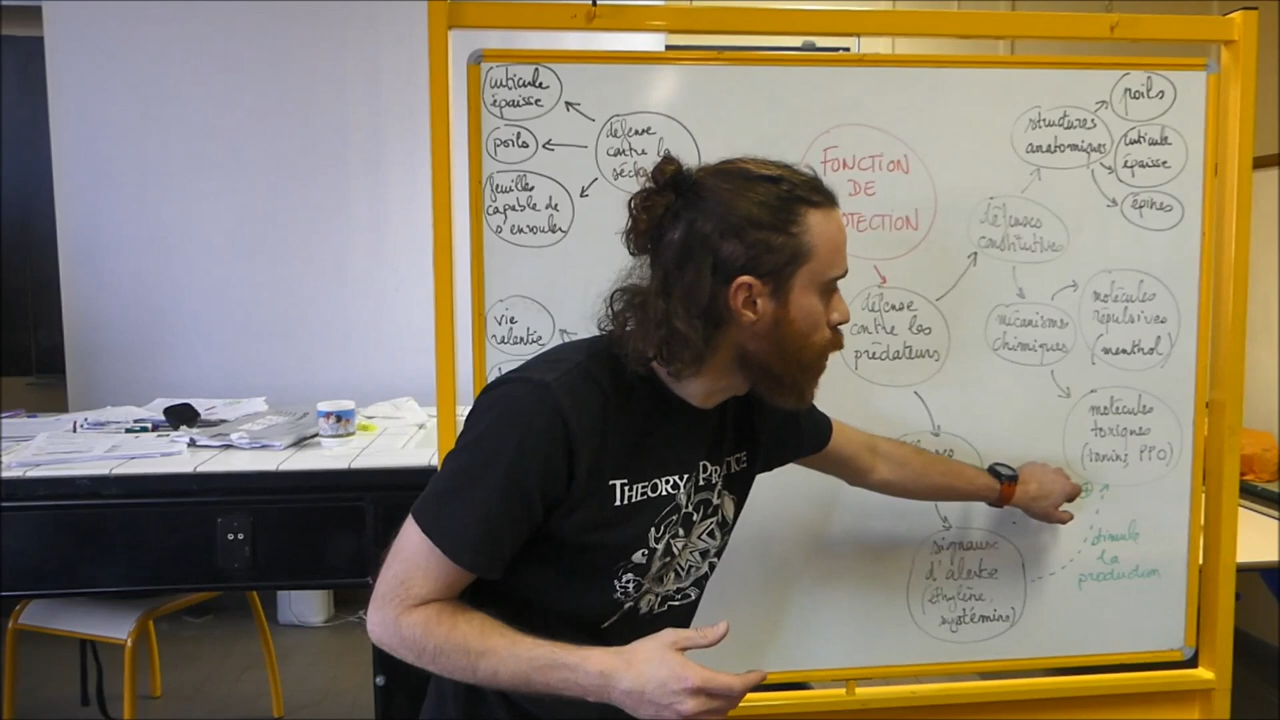 cuticule
épaisse
poils
feuilles
capable de
s'enrouler
défense
contre la
vie
ralentie
FONCTION
DE
OTECTION
défense
contre les
prédateurs
défenses
constitutives
structures
anatomiques
poils
cuticule
épaisse
épines
mécanismes
chimiques
molécules
répulsives
(menthol)
molécules
toxiques
(tanins, PPO)
signaux
d'alerte
(éthylène,
systémine)
stimule
la
production
THEORY PR